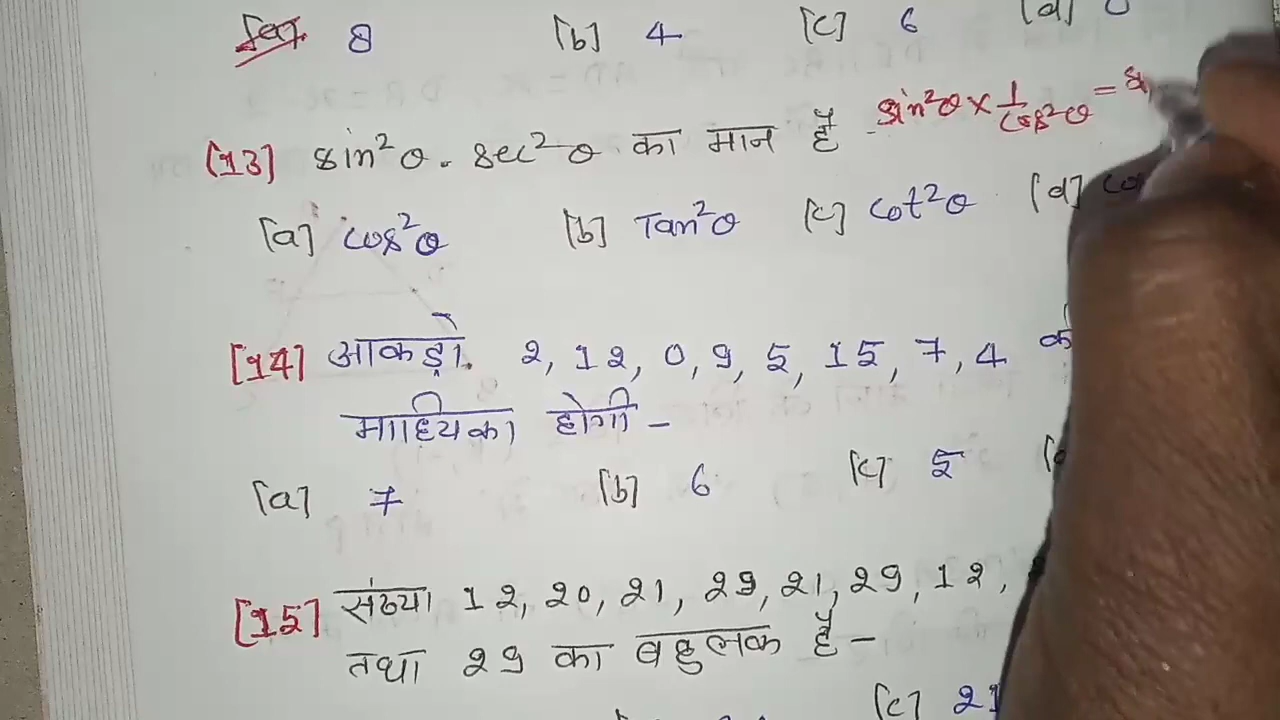 [a] 8 [b] 4 [c] 6 [d]
[13] sin²θ . sec²θ का मान है - sin²θ × 1/cos²θ =
[a] cos²θ [b] Tan²θ [c] cot²θ [d]
[14] आकड़ो 2, 12, 0, 9, 5, 15, 7, 4
माध्यिका होगी -
[a] 7 [b] 6 [c] 5
[15] संख्या 12, 20, 21, 29, 21, 29, 12,
तथा 29 का बहुलक है -
[c] 21